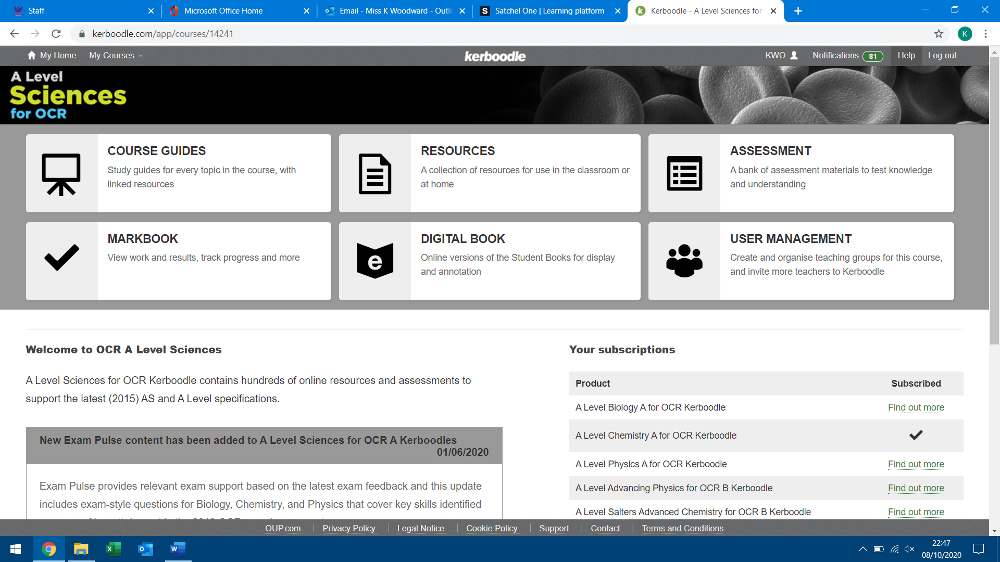 Staff
Microsoft Office Home
Email - Miss K Woodward - Outlo
S Satchel One | Learning platform
k Kerboodle - A Level Sciences for
kerboodle.com/app/courses/14241
K
My Home
My Courses
kerboodle
KWO
Notifications 81
Help
Log out
A Level
Sciences
for OCR
COURSE GUIDES
Study guides for every topic in the course, with
linked resources
RESOURCES
A collection of resources for use in the classroom or
at home
ASSESSMENT
A bank of assessment materials to test knowledge
and understanding
MARKBOOK
View work and results, track progress and more
e
DIGITAL BOOK
Online versions of the Student Books for display
and annotation
USER MANAGEMENT
Create and organise teaching groups for this course,
and invite more teachers to Kerboodle
Welcome to OCR A Level Sciences
A Level Sciences for OCR Kerboodle contains hundreds of online resources and assessments to
support the latest (2015) AS and A Level specifications.
New Exam Pulse content has been added to A Level Sciences for OCR A Kerboodles
01/06/2020
Exam Pulse provides relevant exam support based on the latest exam feedback and this update
includes exam-style questions for Biology, Chemistry, and Physics that cover key skills identified
Your subscriptions
Product Subscribed
A Level Biology A for OCR Kerboodle Find out more
A Level Chemistry A for OCR Kerboodle
A Level Physics A for OCR Kerboodle Find out more
A Level Advancing Physics for OCR B Kerboodle Find out more
A Level Salters Advanced Chemistry for OCR B Kerboodle Find out more
OUP.com Privacy Policy Legal Notice Cookie Policy Support Contact Terms and Conditions
22:47
08/10/2020